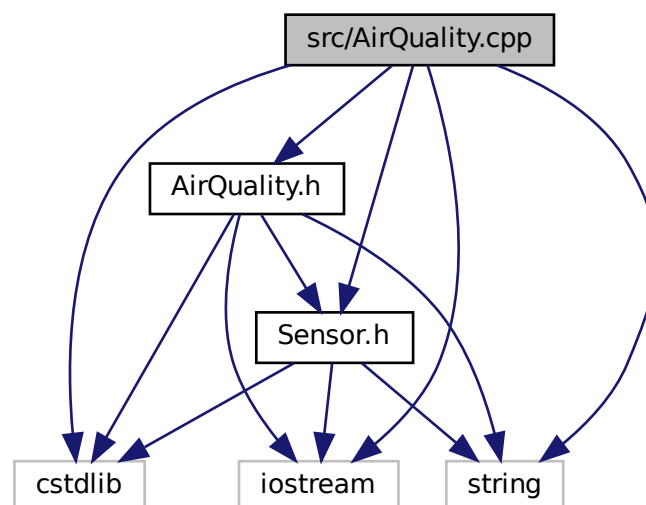 src/AirQuality.cpp
AirQuality.h
Sensor.h
cstdlib
iostream
string